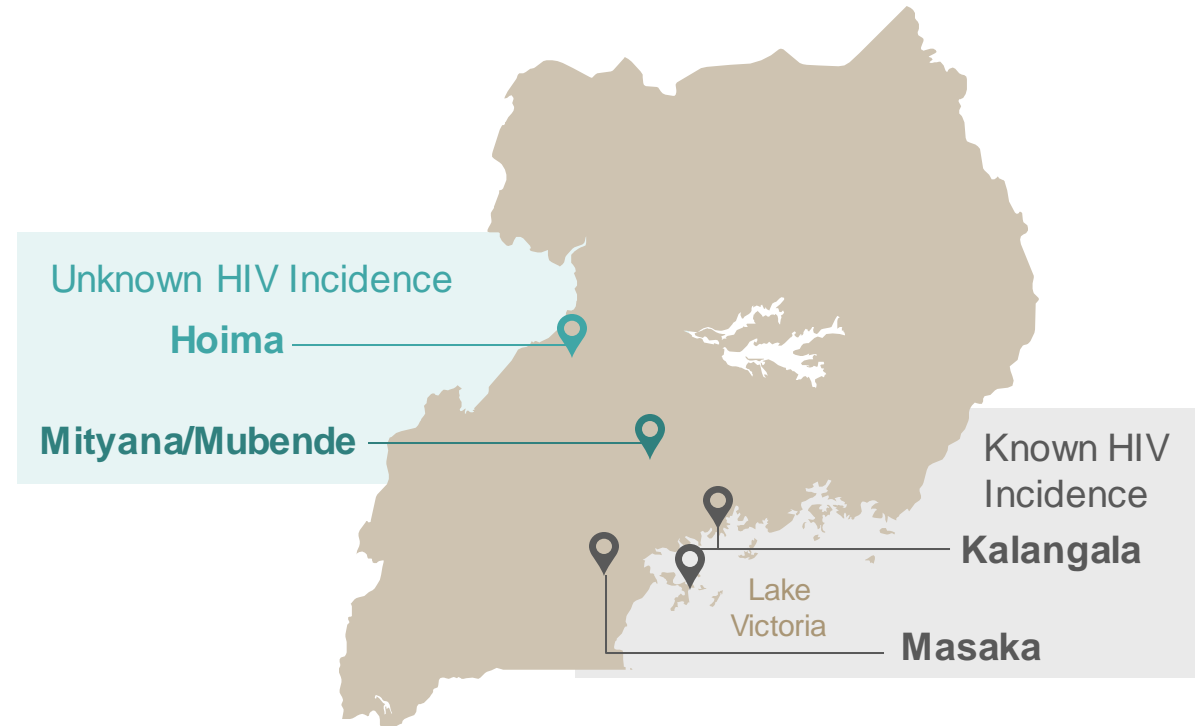 Unknown HIV Incidence
Hoima
Mityana/Mubende
Known HIV
Incidence
Kalangala
Lake
Victoria
Masaka